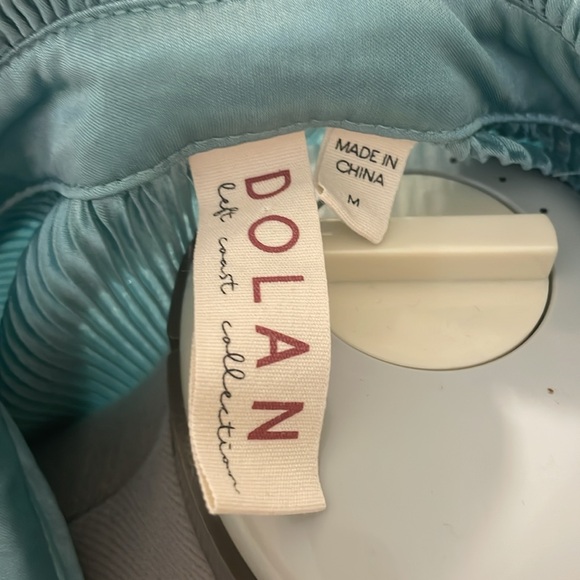 DOLAN
left coast collection
MADE IN
CHINA
M